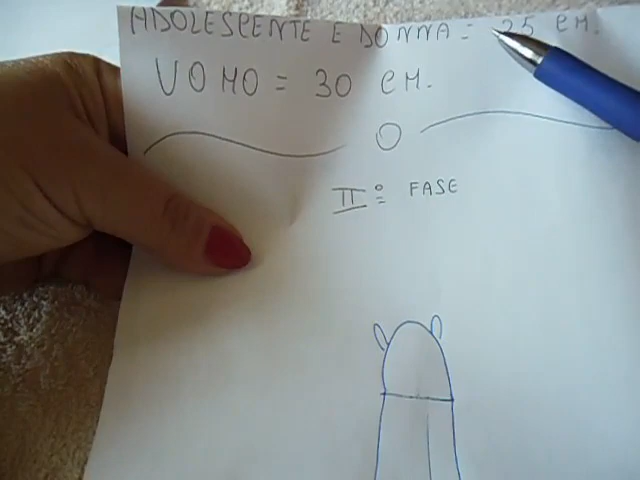 ADOLESCENTE E DONNA = 25 CM.
UOMO = 30 CM.
II° FASE